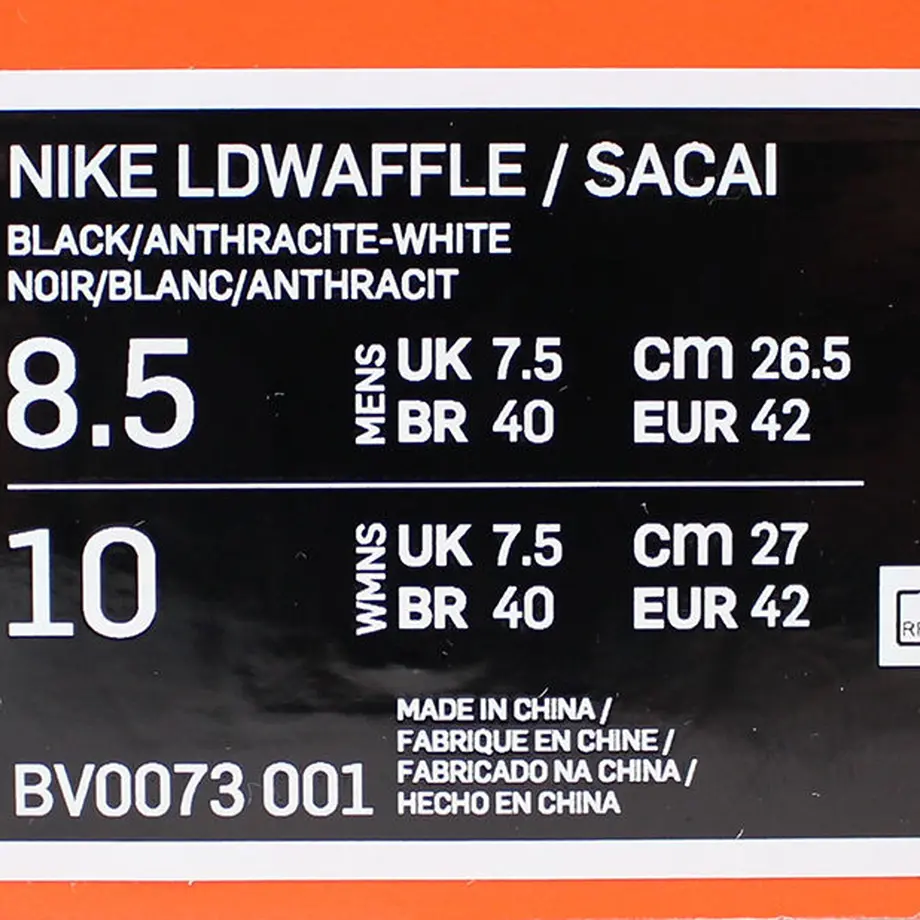 NIKE LDWAFFLE / SACAI
BLACK/ANTHRACITE-WHITE
NOIR/BLANC/ANTHRACIT
8.5 MENS UK 7.5 cm 26.5
BR 40 EUR 42
10 WMNS UK 7.5 cm 27
BR 40 EUR 42
MADE IN CHINA /
FABRIQUE EN CHINE /
FABRICADO NA CHINA /
HECHO EN CHINA
BV0073 001